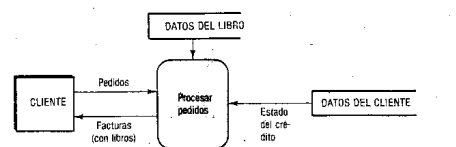 DATOS DEL LIBRO
Pedidos
CLIENTE
Procesar
pedidos
DATOS DEL CLIENTE
Facturas
(con libros)
Estado
del cré-
dito